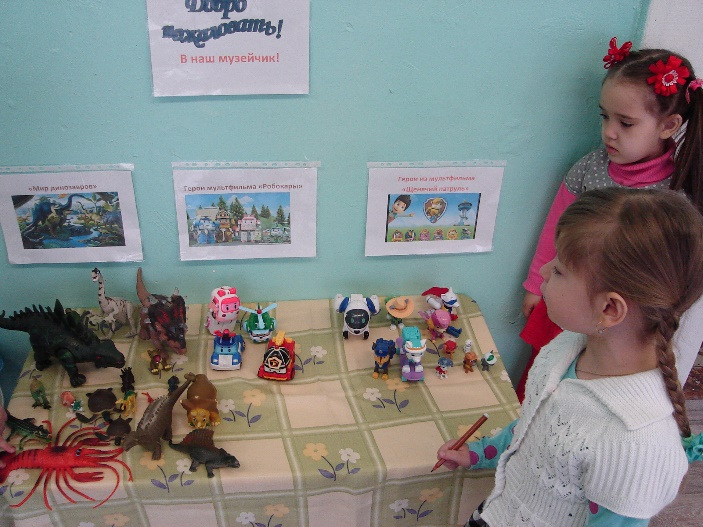 Добро
пожаловать!
В наш музейчик!
«Мир динозавров»
Герои мультфильма «Робокары»
Герои из мультфильма
«Щенячий патруль»